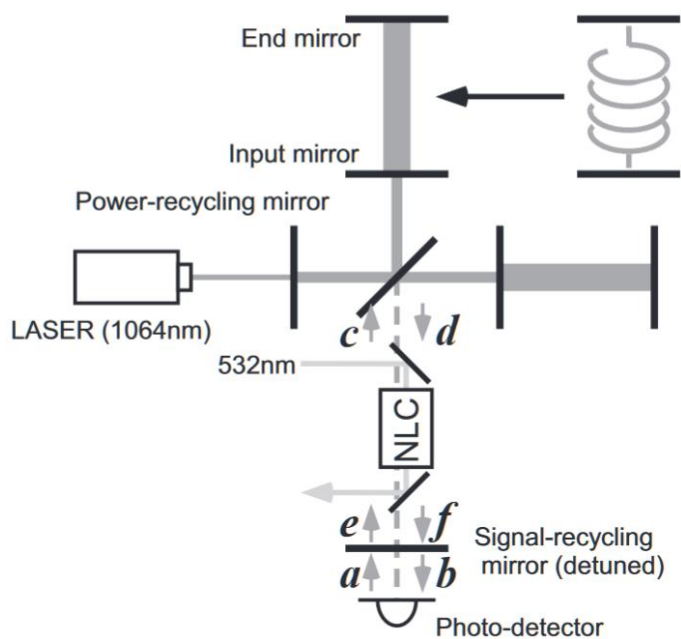 End mirror
Input mirror
Power-recycling mirror
LASER (1064nm)
c
d
532nm
NLC
e
f
Signal-recycling
mirror (detuned)
a
b
Photo-detector